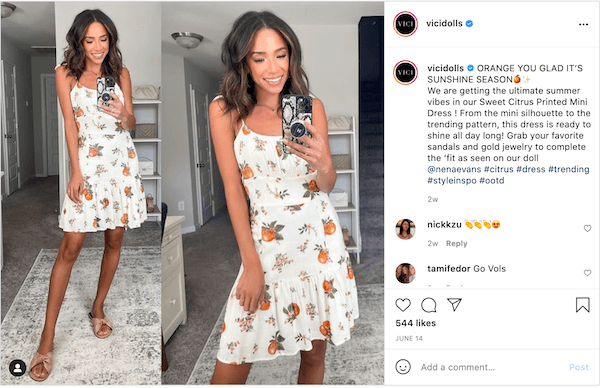 VICI
vicidolls
VICI
vicidolls ORANGE YOU GLAD IT'S
SUNSHINE SEASON🍊✨
We are getting the ultimate summer
vibes in our Sweet Citrus Printed Mini
Dress ! From the mini silhouette to the
trending pattern, this dress is ready to
shine all day long! Grab your favorite
sandals and gold jewelry to complete
the 'fit as seen on our doll
@nenaevans #citrus #dress #trending
#styleinspo #ootd
2w
nickkzu 👏👏👏😍
2w Reply
tamifedor Go Vols
544 likes
JUNE 14
Add a comment... Post